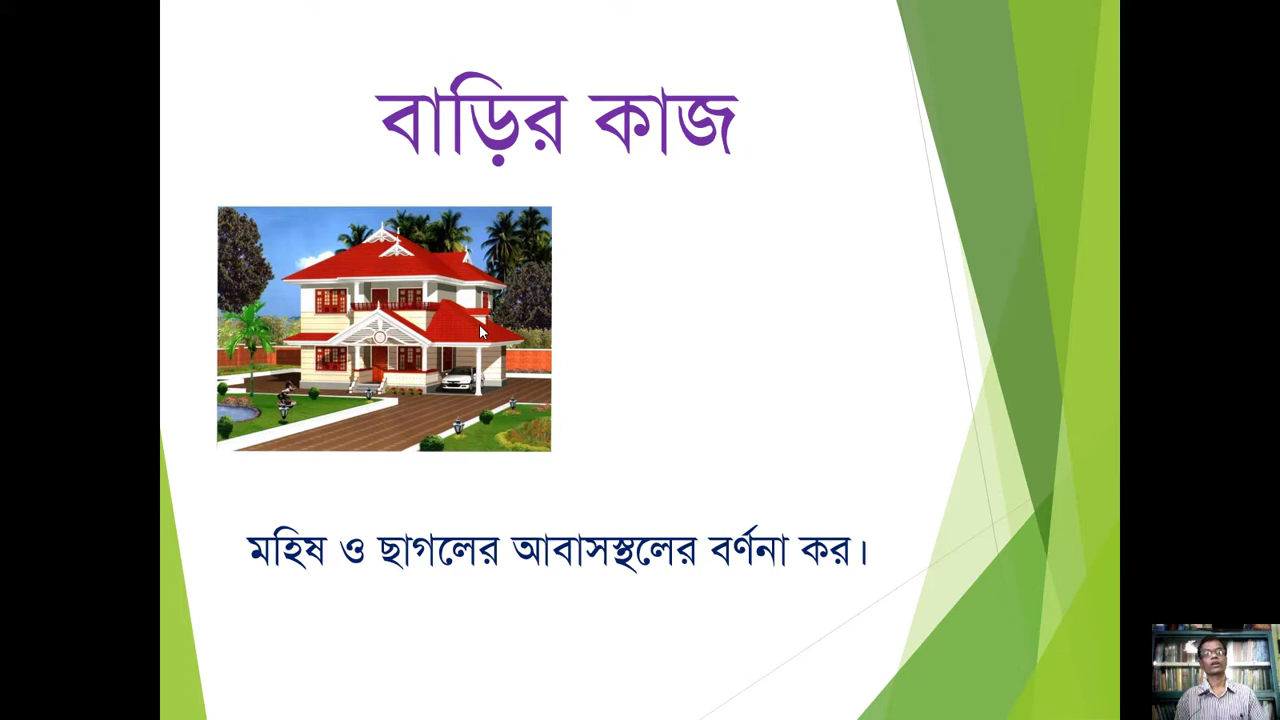 বাড়ির কাজ
মহিষ ও ছাগলের আবাসস্থলের বর্ণনা কর।